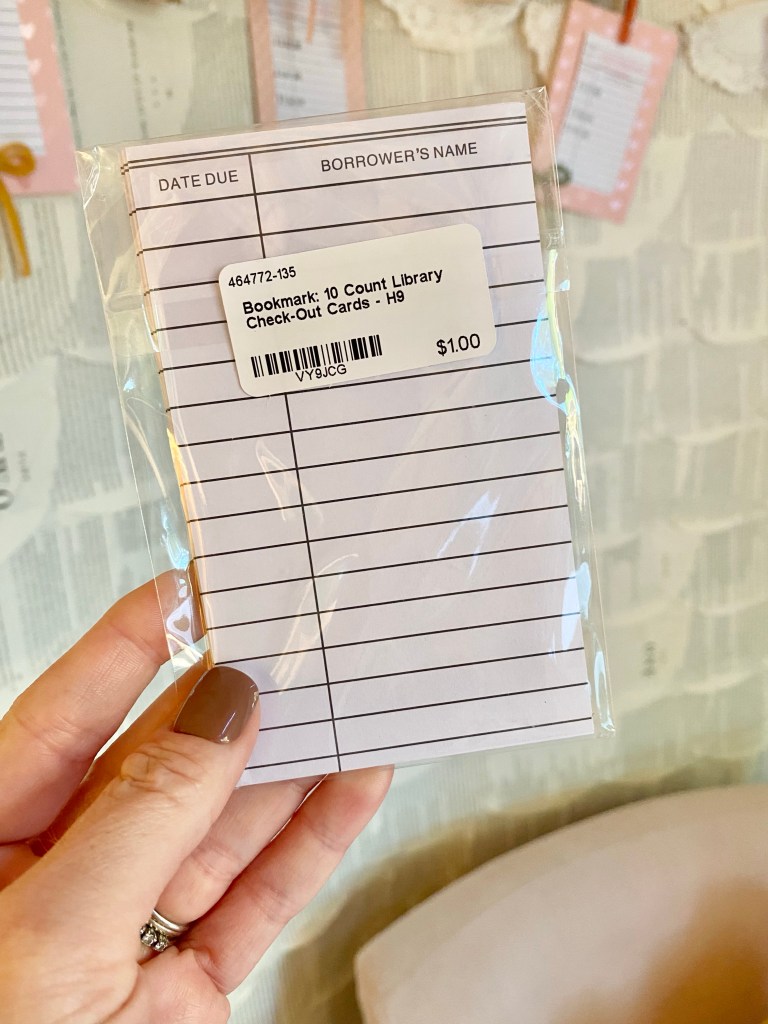 DATE DUE
BORROWER'S NAME
464772-135
Bookmark: 10 Count Library
Check-Out Cards - H9
VY9JCG
$1.00